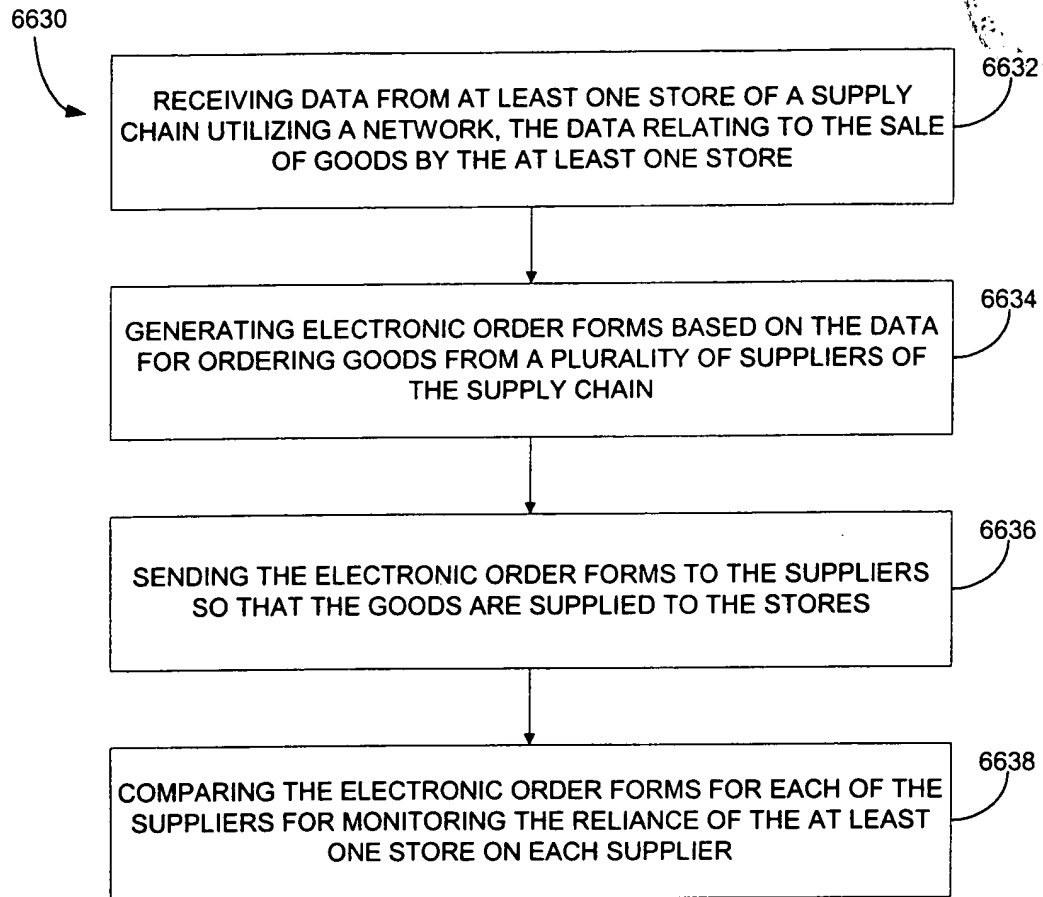 6630
6632
RECEIVING DATA FROM AT LEAST ONE STORE OF A SUPPLY
CHAIN UTILIZING A NETWORK, THE DATA RELATING TO THE SALE
OF GOODS BY THE AT LEAST ONE STORE
6634
GENERATING ELECTRONIC ORDER FORMS BASED ON THE DATA
FOR ORDERING GOODS FROM A PLURALITY OF SUPPLIERS OF
THE SUPPLY CHAIN
6636
SENDING THE ELECTRONIC ORDER FORMS TO THE SUPPLIERS
SO THAT THE GOODS ARE SUPPLIED TO THE STORES
6638
COMPARING THE ELECTRONIC ORDER FORMS FOR EACH OF THE
SUPPLIERS FOR MONITORING THE RELIANCE OF THE AT LEAST
ONE STORE ON EACH SUPPLIER